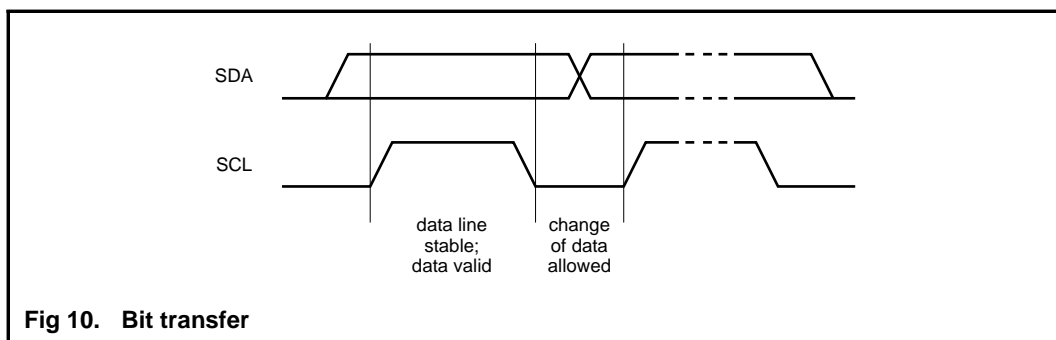 SDA
SCL
data line
stable;
data valid
change
of data
allowed
Fig 10. Bit transfer